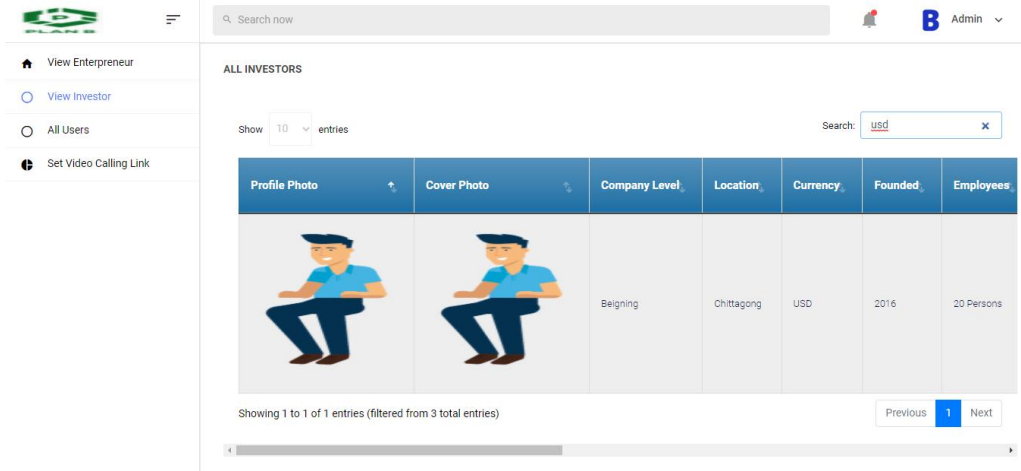 PLAN B
Search now
B
Admin
View Enterpreneur
View Investor
All Users
Set Video Calling Link
ALL INVESTORS
Show 10 entries
Search: usd
Profile Photo Cover Photo Company Level Location Currency Founded Employees
Beigning Chittagong USD 2016 20 Persons
Showing 1 to 1 of 1 entries (filtered from 3 total entries)
Previous 1 Next